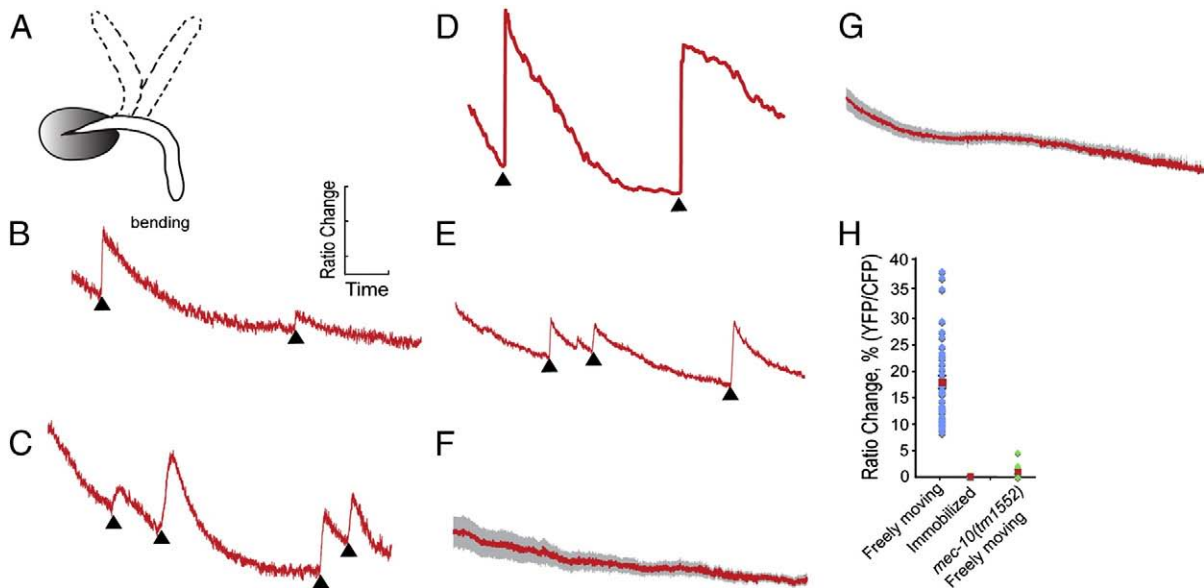 A
bending
B
Ratio Change
Time
C
D
E
F
G
H
Ratio Change, % (YFP/CFP)
40
35
30
25
20
15
10
5
0
Freely moving
Immobilized
mec-10(tm1552)
Freely moving